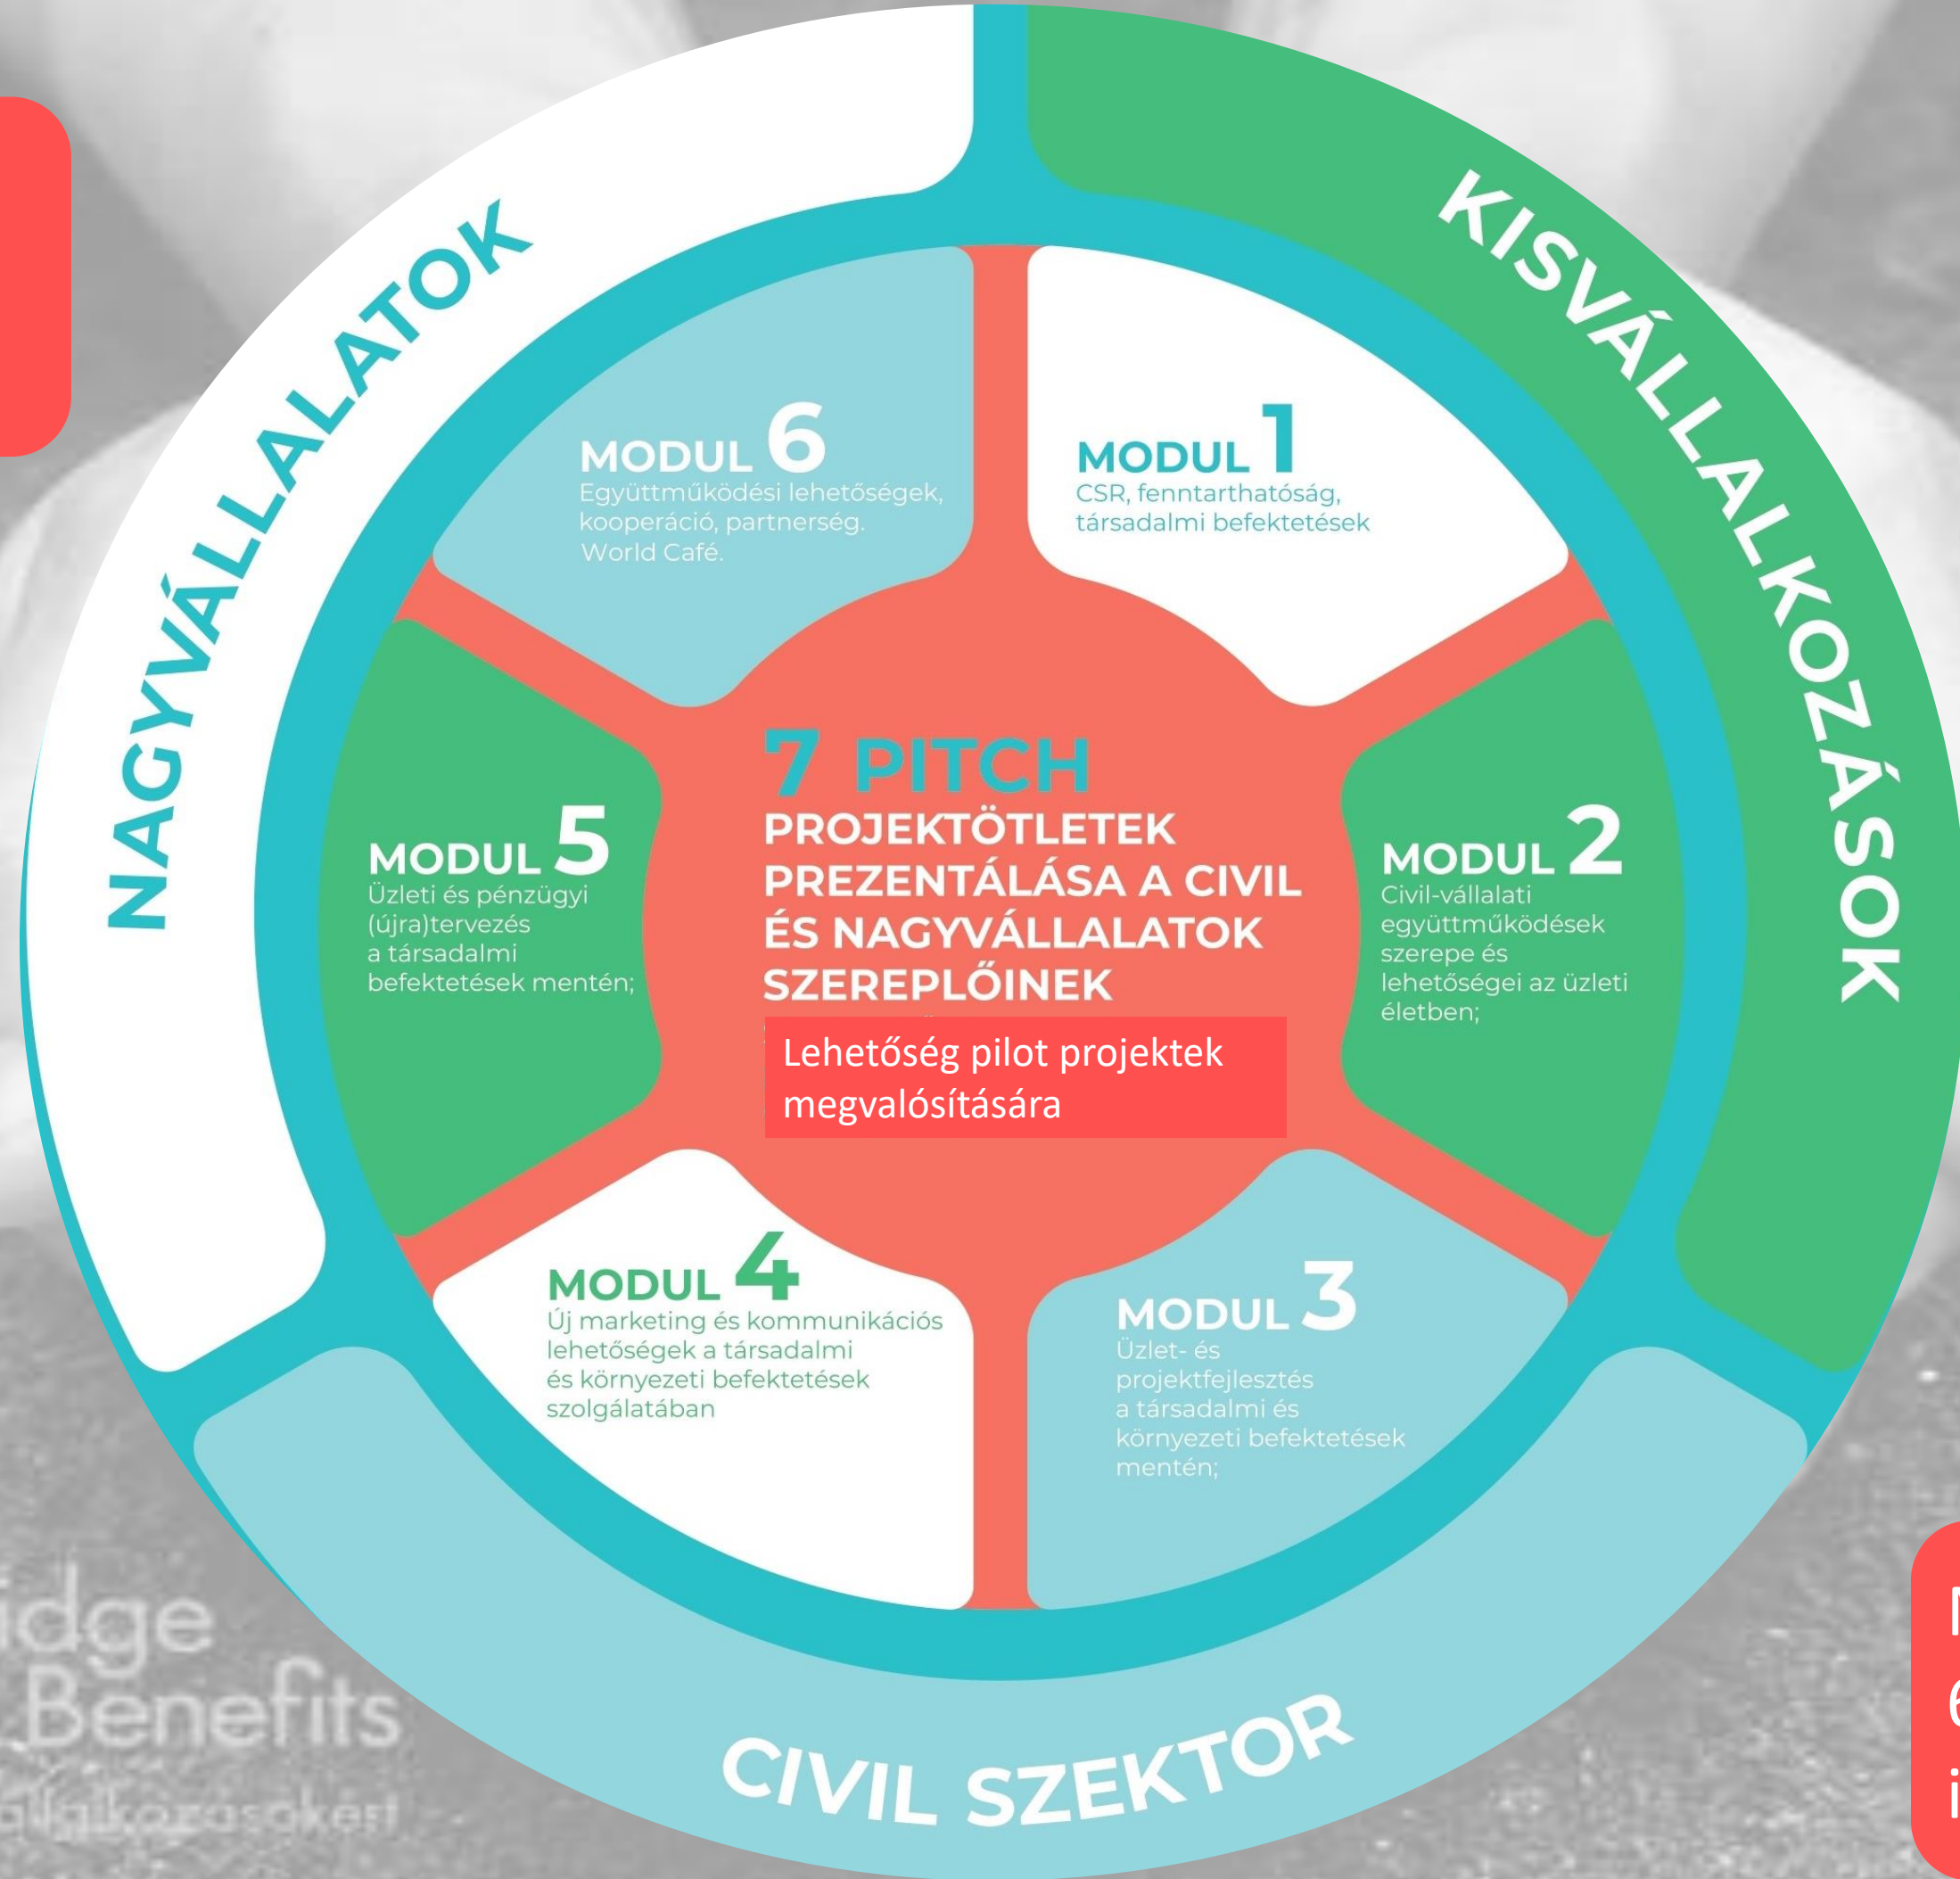 NAGYVÁLLALATOK
KISVÁLLALKOZÁSOK
MODUL 6
Együttműködési lehetőségek,
kooperáció, partnerség.
World Café.
MODUL 1
CSR, fenntarthatóság,
társadalmi befektetések
7 PITCH
PROJEKTÖTLETEK
PREZENTÁLÁSA A CIVIL
ÉS NAGYVÁLLALATOK
SZEREPLŐINEK
Lehetőség pilot projektek
megvalósítására
MODUL 5
Üzleti és pénzügyi
(újra)tervezés
a társadalmi
befektetések mentén;
MODUL 2
Civil-vállalati
együttműködések
szerepe és
lehetőségei az üzleti
életben;
MODUL 4
Új marketing és kommunikációs
lehetőségek a társadalmi
és környezeti befektetések
szolgálatában
MODUL 3
Üzlet- és
projektfejlesztés
a társadalmi és
környezeti befektetések
mentén;
CIVIL SZEKTOR
Benefits